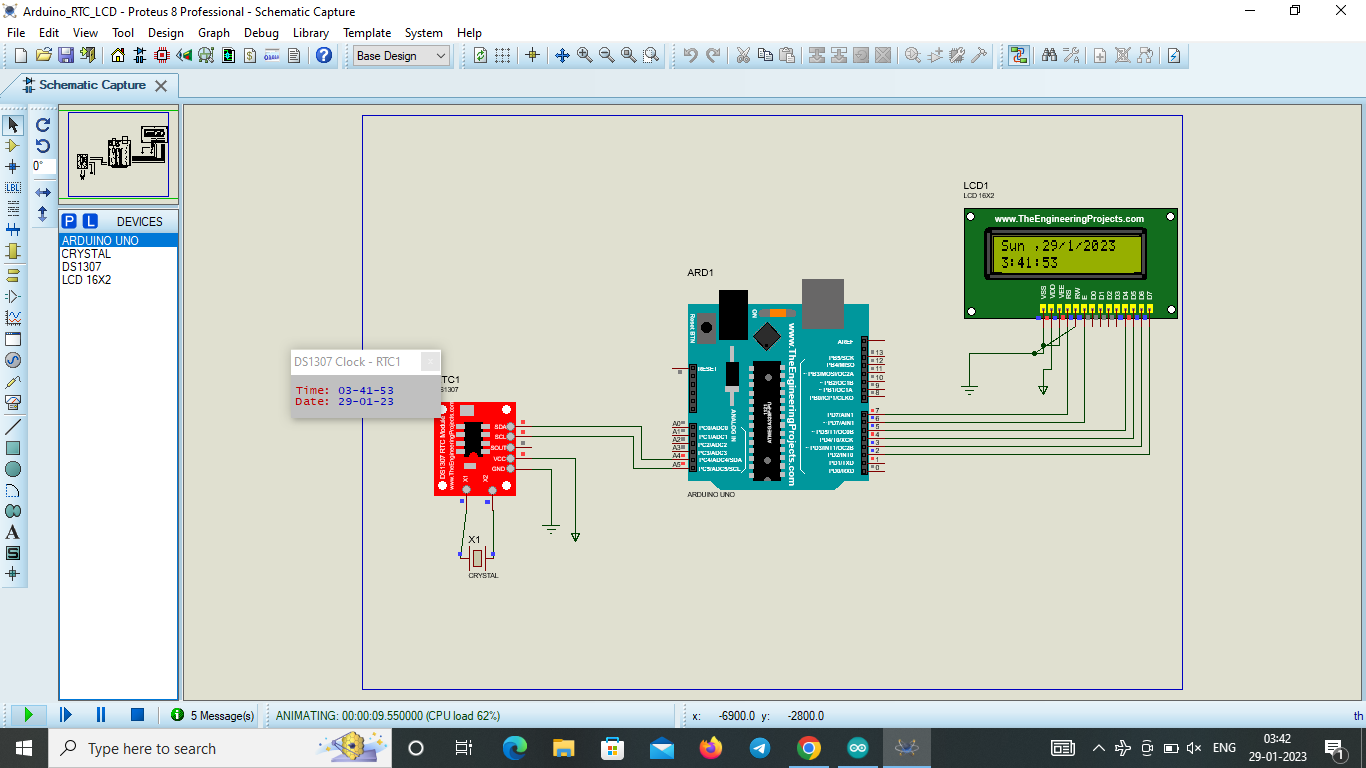 Arduino_RTC_LCD - Proteus 8 Professional - Schematic Capture
File Edit View Tool Design Graph Debug Library Template System Help
Base Design
Schematic Capture
0°
LBL
P L DEVICES
ARDUINO UNO
CRYSTAL
DS1307
LCD 16X2
LCD1
LCD 16X2
www.TheEngineeringProjects.com
Sun ,29/1/2023
3:41:53
VSS VDD VEE RS RW E D0 D1 D2 D3 D4 D5 D6 D7
ARD1
ON
Reset BTN
www.TheEngineeringProjects.com
RESET
AREF
PB5/SCK 13
PB4/MISO 12
~PB3/MOSI/OC2A 11
~ PB2/OC1B 10
~ PB1/OC1A 9
PB0/ICP1/CLKO 8
PD7/AIN1 7
~ PD7/AIN1 6
~ PD5/T1/OC0B 5
PD4/T0/XCK 4
~ PD3/INT1/OC2B 3
PD2/INT0 2
PD1/TXD 1
PD0/RXD 0
ANALOG IN
A0 PC0/ADC0
A1 PC1/ADC1
A2 PC2/ADC2
A3 PC3/ADC3
A4 PC4/ADC4/SDA
A5 PC5/ADC5/SCL
ARDUINO UNO
DS1307 Clock - RTC1
Time: 03-41-53
Date: 29-01-23
TC1
S1307
DS1307 RTC Module
www.TheEngineeringProjects.com
SDA
SCL
SOUT
VCC
GND
X1 X2
X1
CRYSTAL
5 Message(s)
ANIMATING: 00:00:09.550000 (CPU load 62%)
x: -6900.0 y: -2800.0
th
Type here to search
ENG
03:42
29-01-2023
1